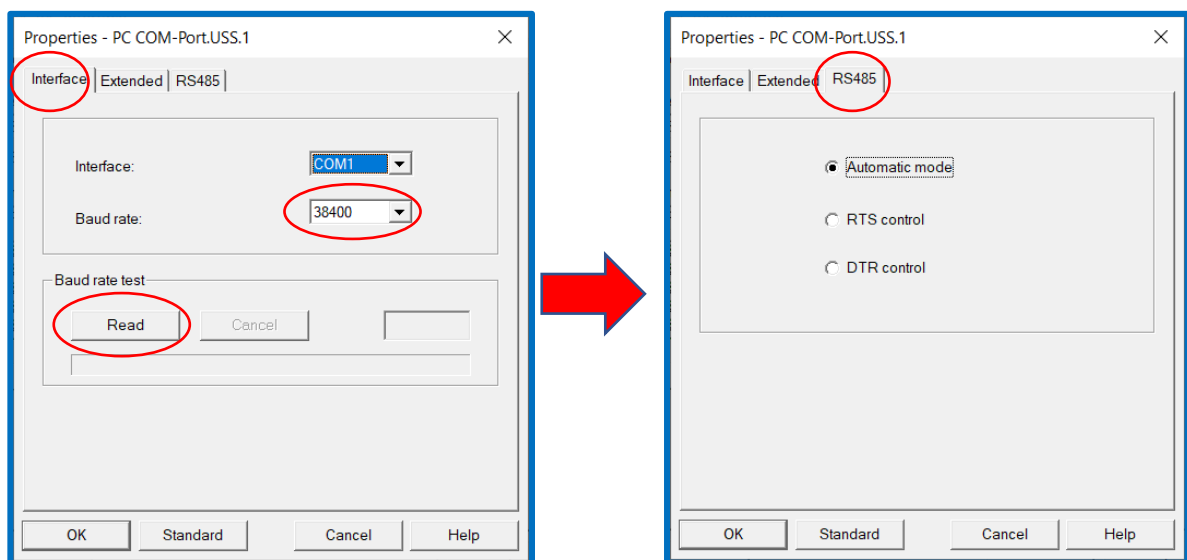 Properties - PC COM-Port.USS.1
Interface Extended RS485
Interface:
COM1
Baud rate:
38400
Baud rate test
Read Cancel
OK Standard Cancel Help
Properties - PC COM-Port.USS.1
Interface Extended RS485
Automatic mode
RTS control
DTR control
OK Standard Cancel Help